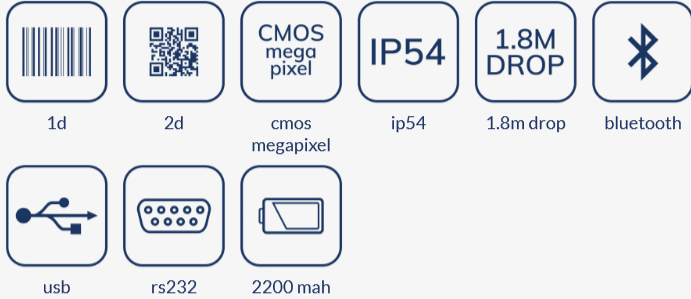 CMOS
mega
pixel
IP54
1.8M
DROP
1d
2d
cmos
megapixel
ip54
1.8m drop
bluetooth
usb
rs232
2200 mah